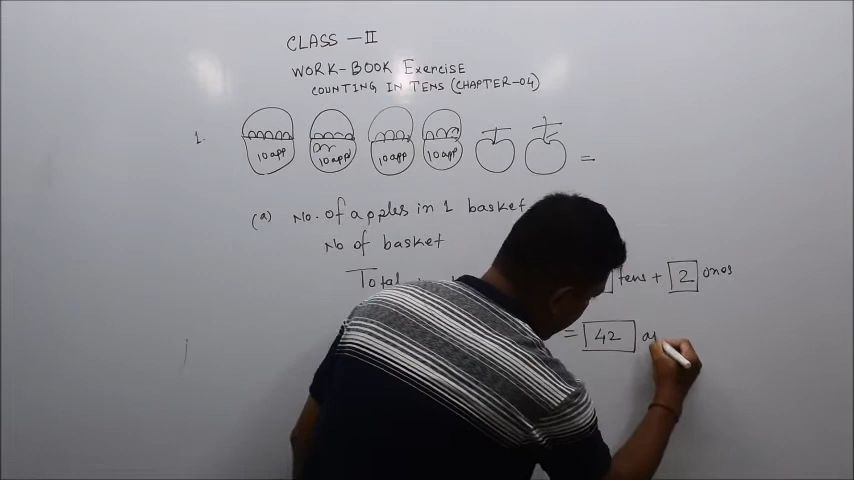 CLASS - II
WORK-BOOK Exercise
COUNTING IN TENS (CHAPTER-04)
1. 10 app 10 app 10 app 10 app =
(a) No. of apples in 1 basket
No of basket
Total tens + 2 ones
= 42